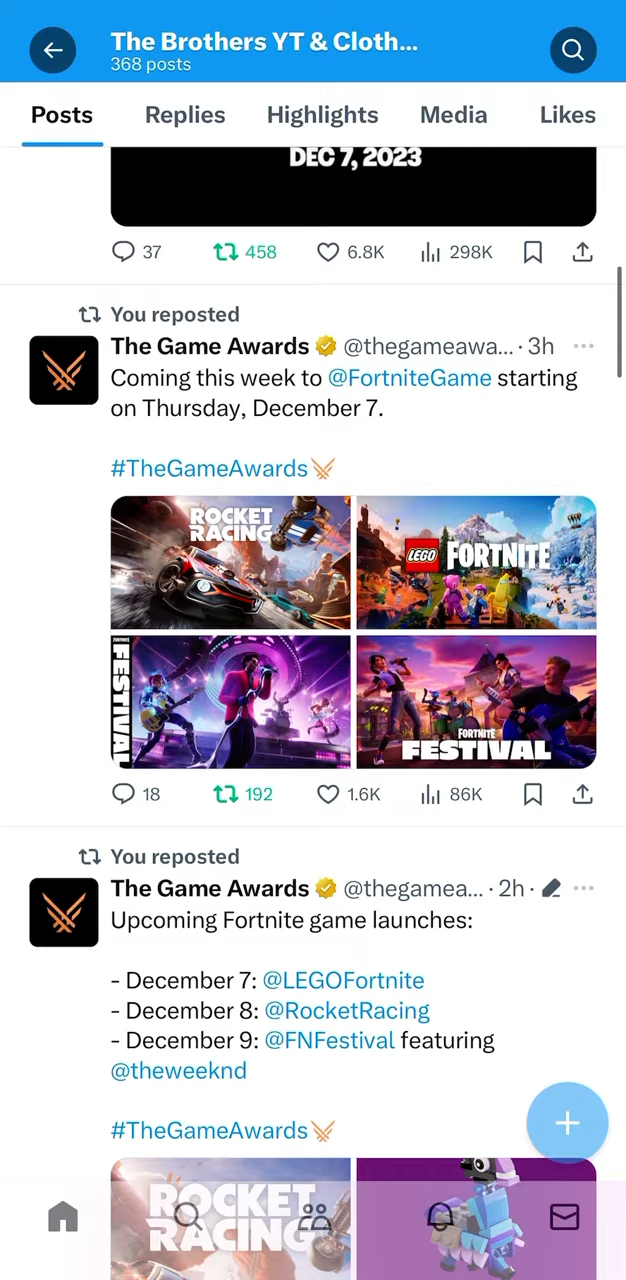 The Brothers YT & Cloth...
368 posts
Posts Replies Highlights Media Likes
DEC 7, 2023
37 458 6.8K 298K
You reposted
The Game Awards @thegameawa... · 3h
Coming this week to @FortniteGame starting
on Thursday, December 7.
#TheGameAwards
ROCKET
RACING
LEGO FORTNITE
FORTNITE
FESTIVAL
FORTNITE
FESTIVAL
18 192 1.6K 86K
You reposted
The Game Awards @thegamea... · 2h ·
Upcoming Fortnite game launches:
- December 7: @LEGOFortnite
- December 8: @RocketRacing
- December 9: @FNFestival featuring
@theweeknd
#TheGameAwards
ROCKET
RACING